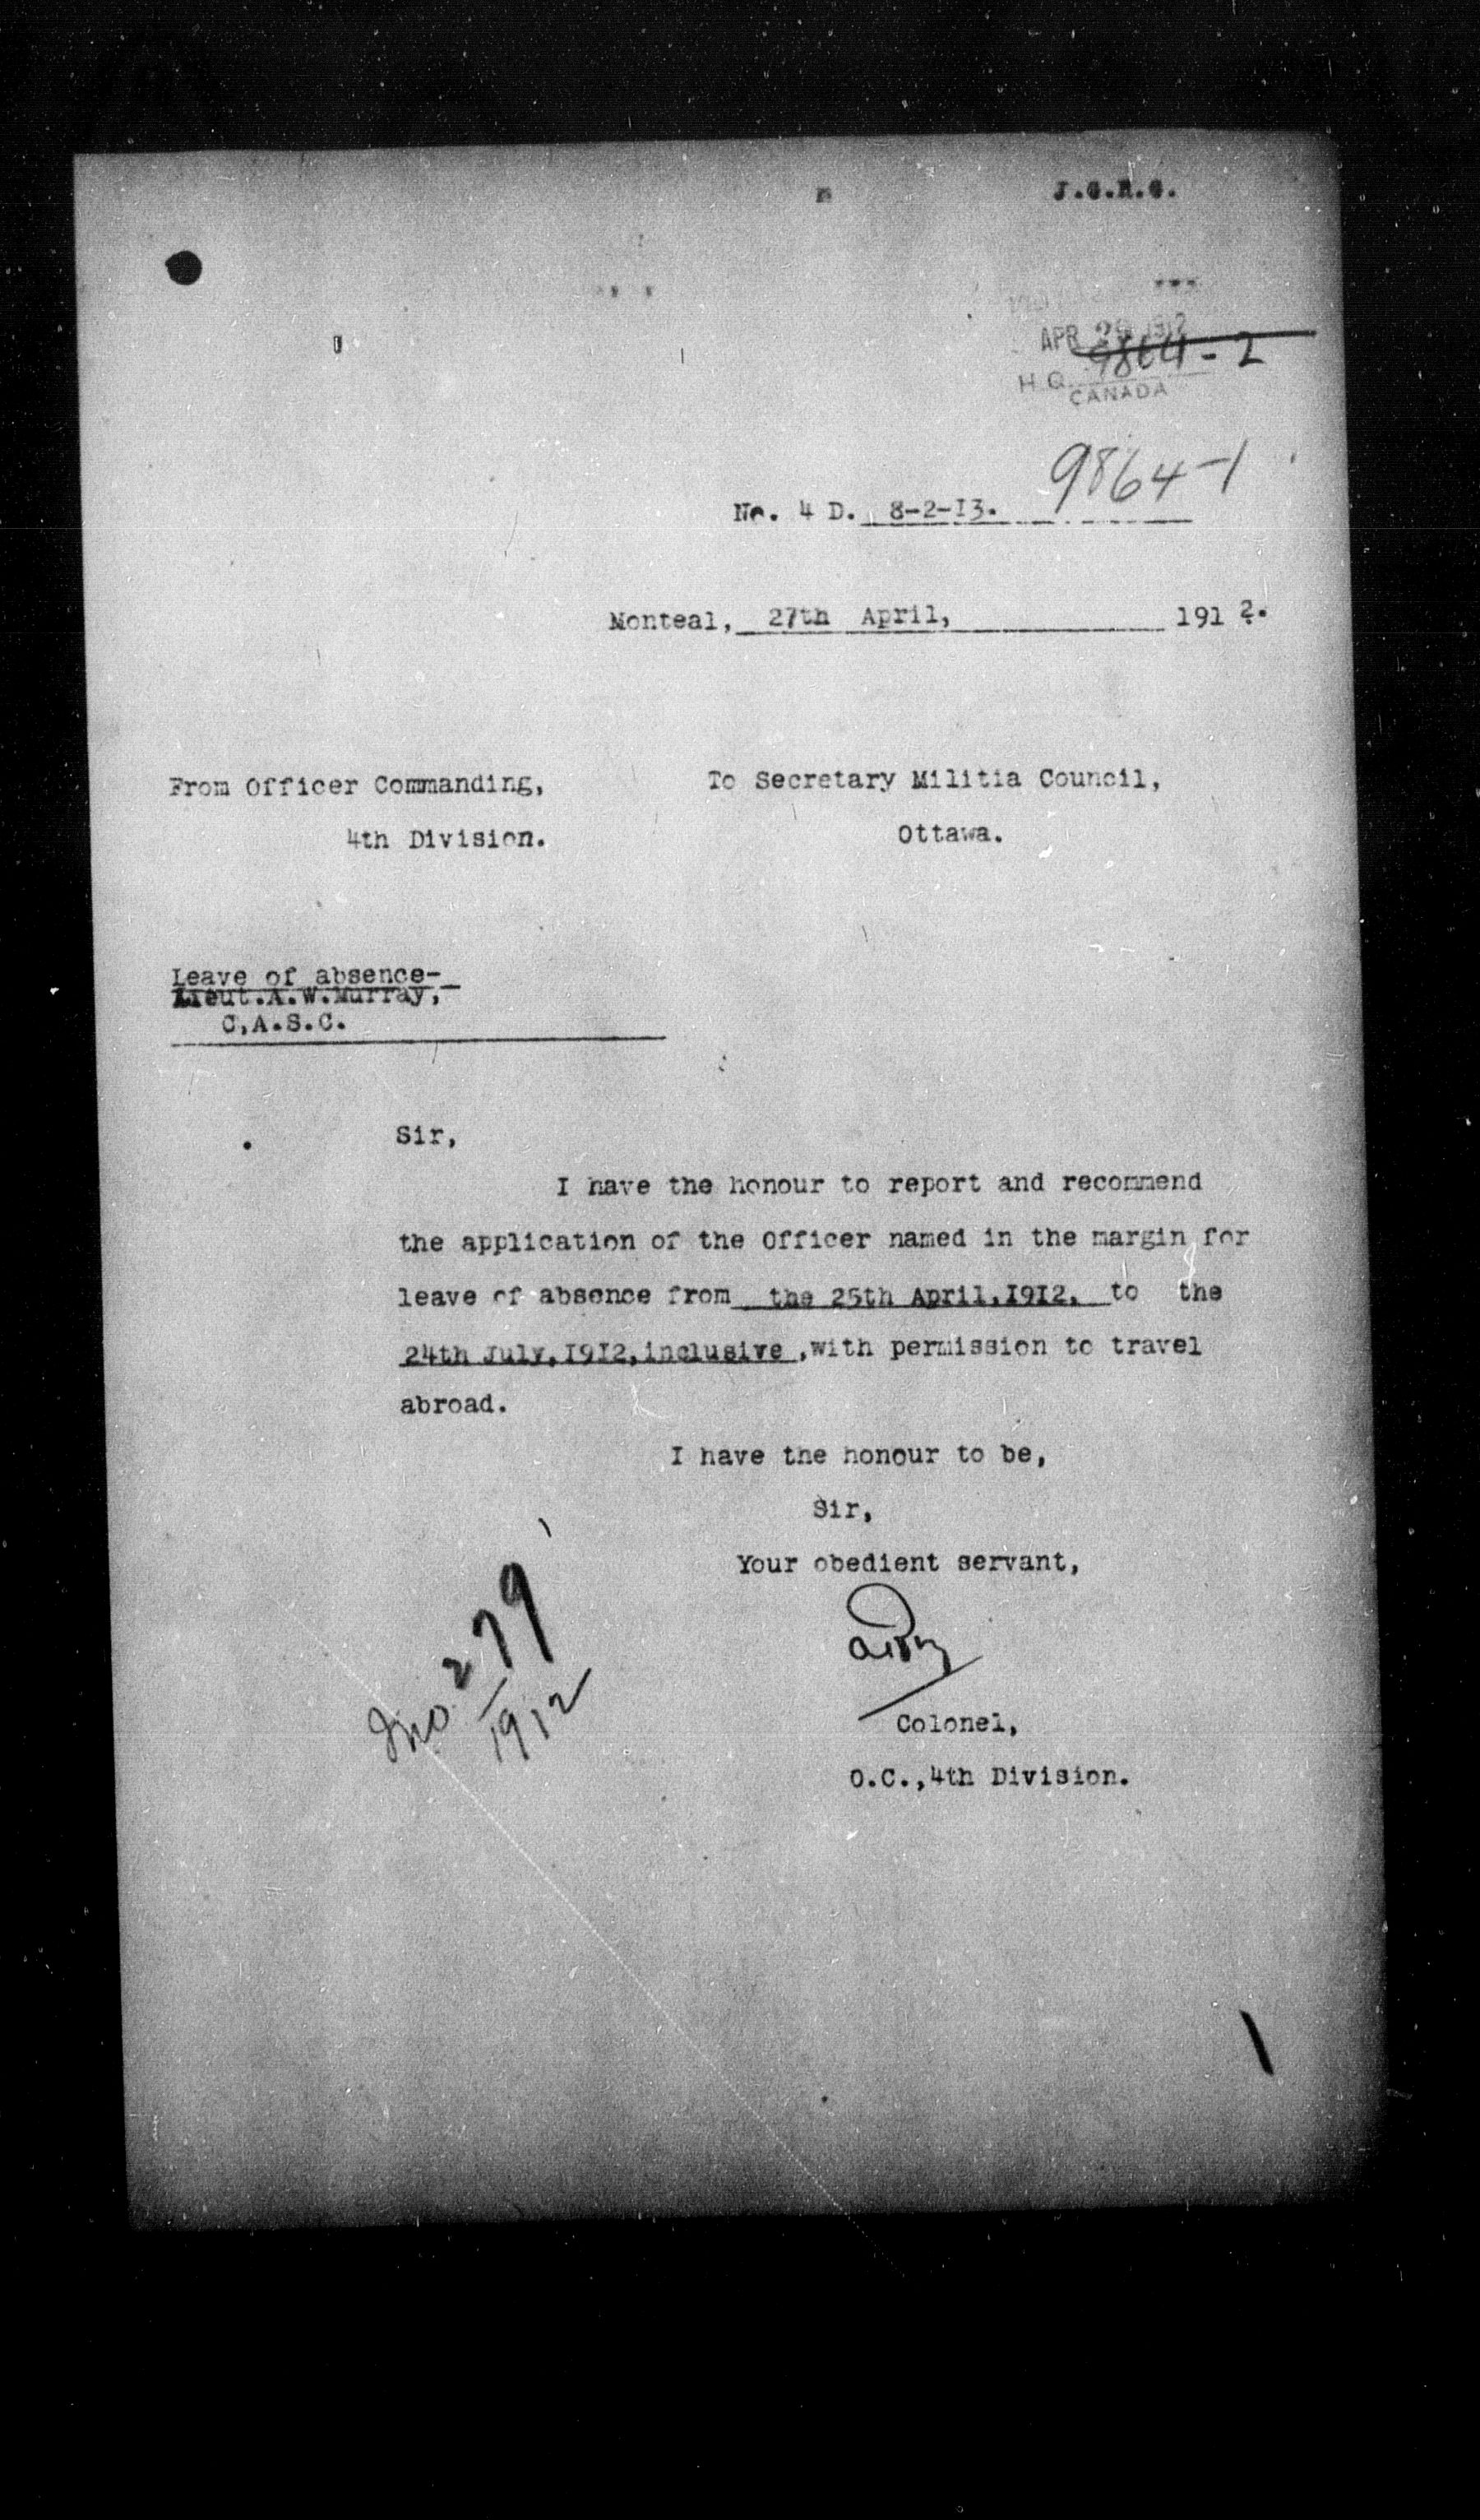 APR 29 1912
9864-2
H.Q.
CANADA
9864-1
No. 4 D. 8-2-I3.
Monteal, 27th April, 1912.
From Officer Commanding, To Secretary Militia Council,
4th Division. Ottawa.
Leave of absence-
Lieut.A.W.Murray,
C,A.S.C.
Sir,
I have the honour to report and recommend
the application of the Officer named in the margin for
leave of absence from the 25th April,I9I2, to the
24th July,I9I2,inclusive ,with permission to travel
abroad.
I have the honour to be,
Sir,
Your obedient servant,
279
1912
Colonel,
O.C.,4th Division.